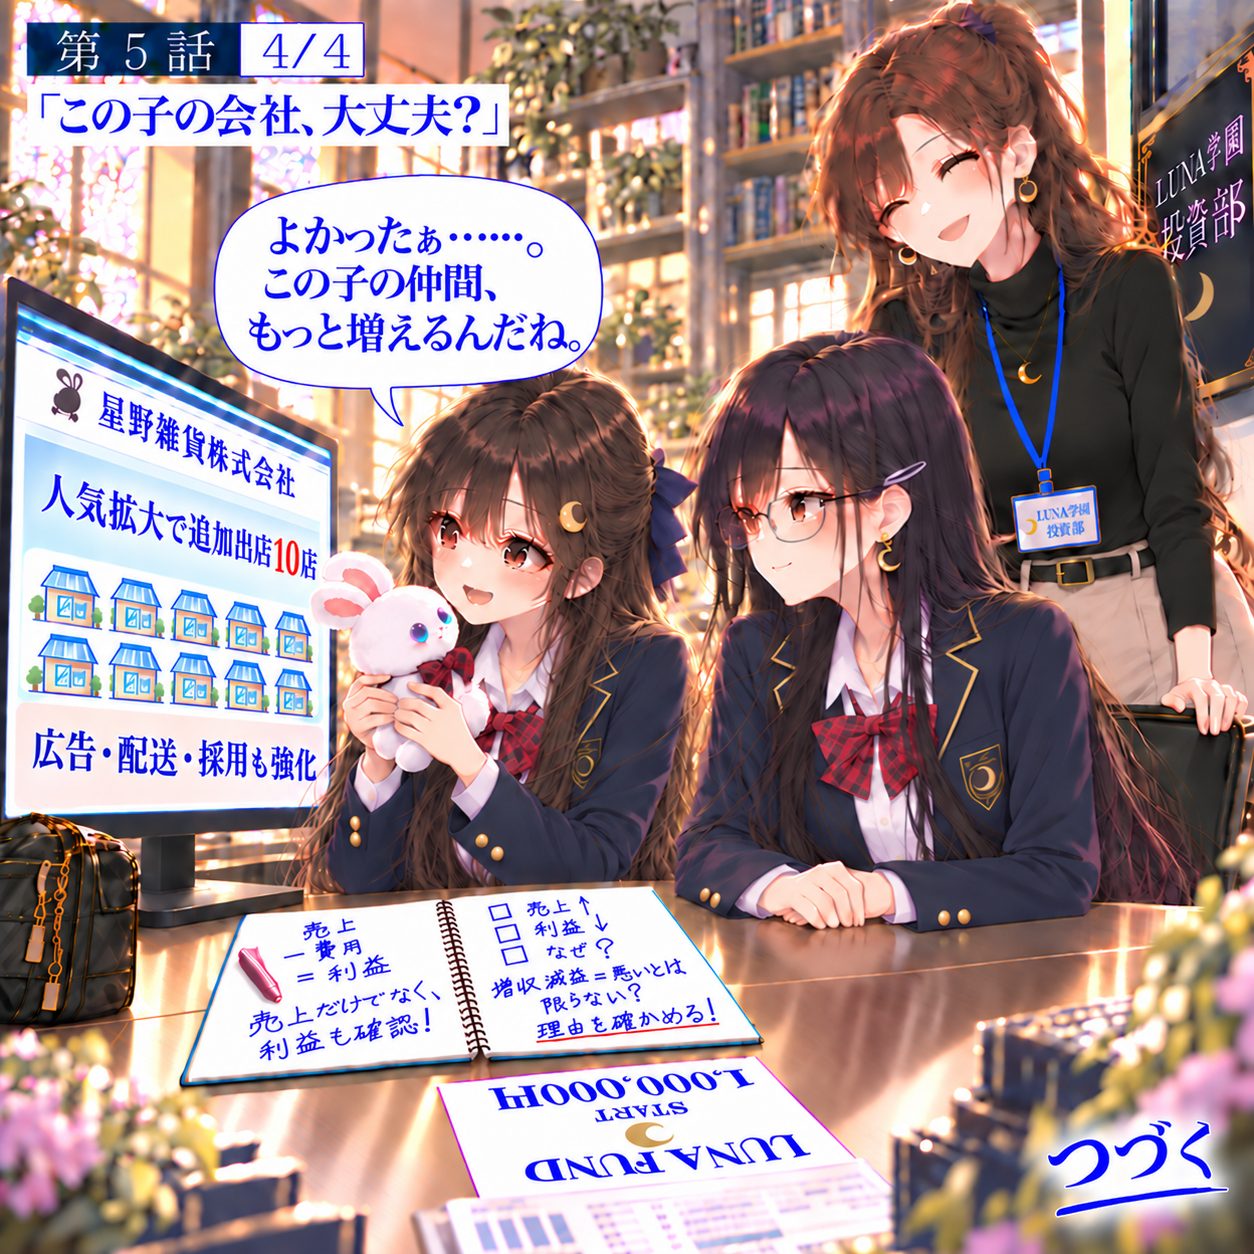 第5話
4/4
「この子の会社、大丈夫?」
よかったぁ……。
この子の仲間、
もっと増えるんだね。
LUNA学園
投資部
星野雑貨株式会社
人気拡大で追加出店10店
広告・配送・採用も強化
LUNA学園
投資部
売上
－費用
＝利益
売上だけでなく、
利益も確認!
□ 売上↑
□ 利益↓
□ なぜ?
増収減益＝悪いとは
限らない?
理由を確かめる!
LUNA FUND
START
1,000,000円
つづく